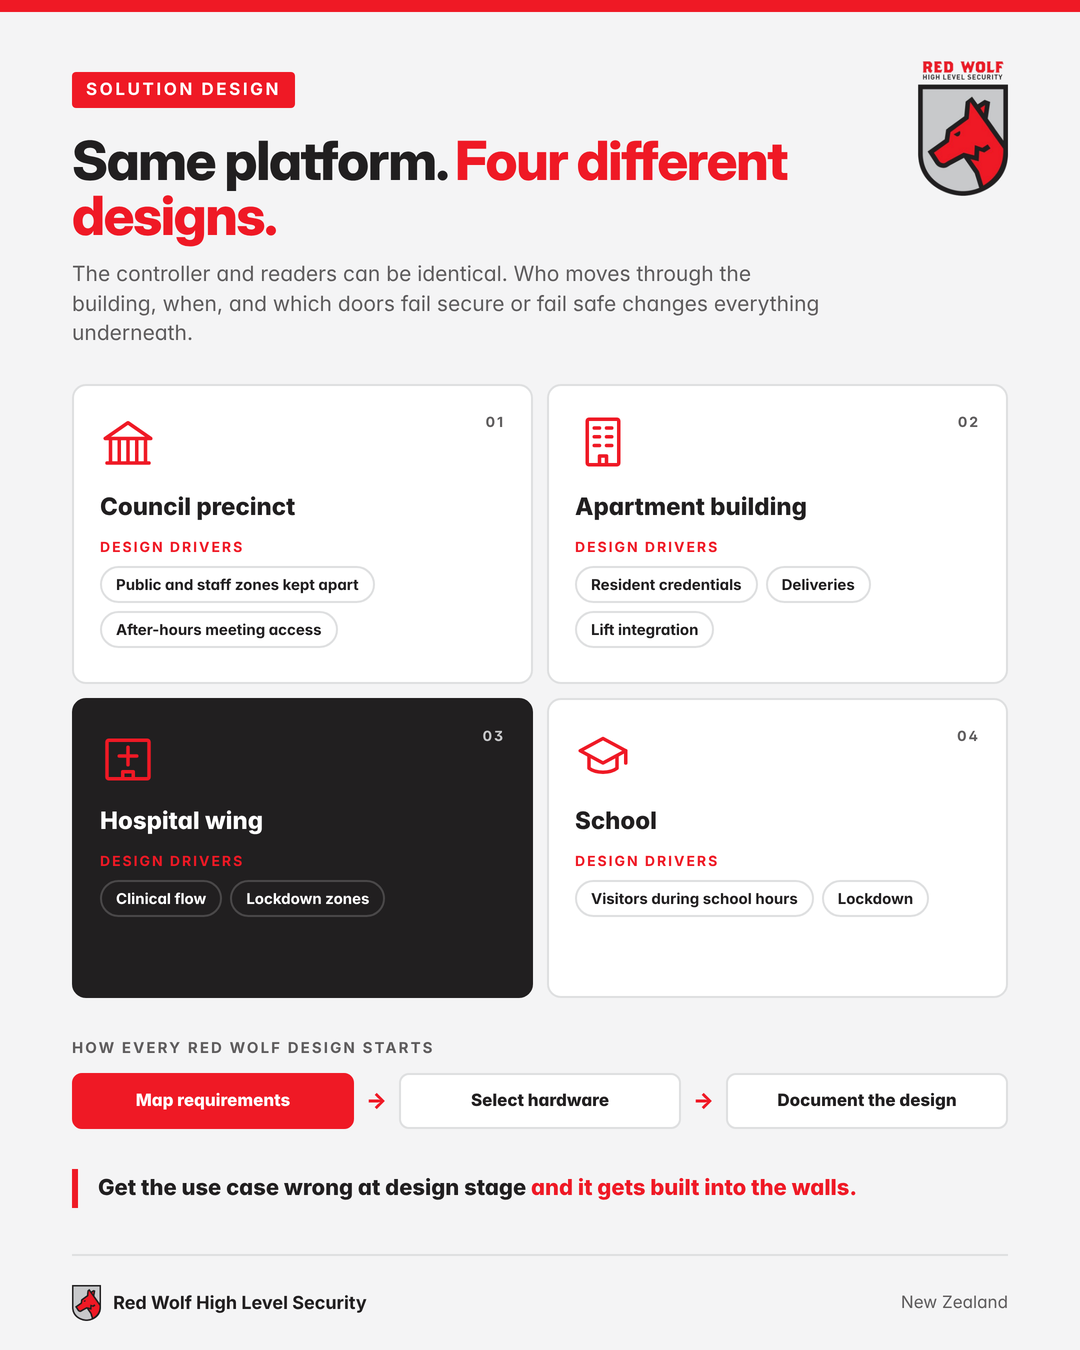 SOLUTION DESIGN
RED WOLF
HIGH LEVEL SECURITY
Same platform. Four different
designs.
The controller and readers can be identical. Who moves through the
building, when, and which doors fail secure or fail safe changes everything
underneath.
01
Council precinct
DESIGN DRIVERS
Public and staff zones kept apart
After-hours meeting access
02
Apartment building
DESIGN DRIVERS
Resident credentials
Deliveries
Lift integration
03
Hospital wing
DESIGN DRIVERS
Clinical flow
Lockdown zones
04
School
DESIGN DRIVERS
Visitors during school hours
Lockdown
HOW EVERY RED WOLF DESIGN STARTS
Map requirements → Select hardware → Document the design
Get the use case wrong at design stage and it gets built into the walls.
Red Wolf High Level Security
New Zealand